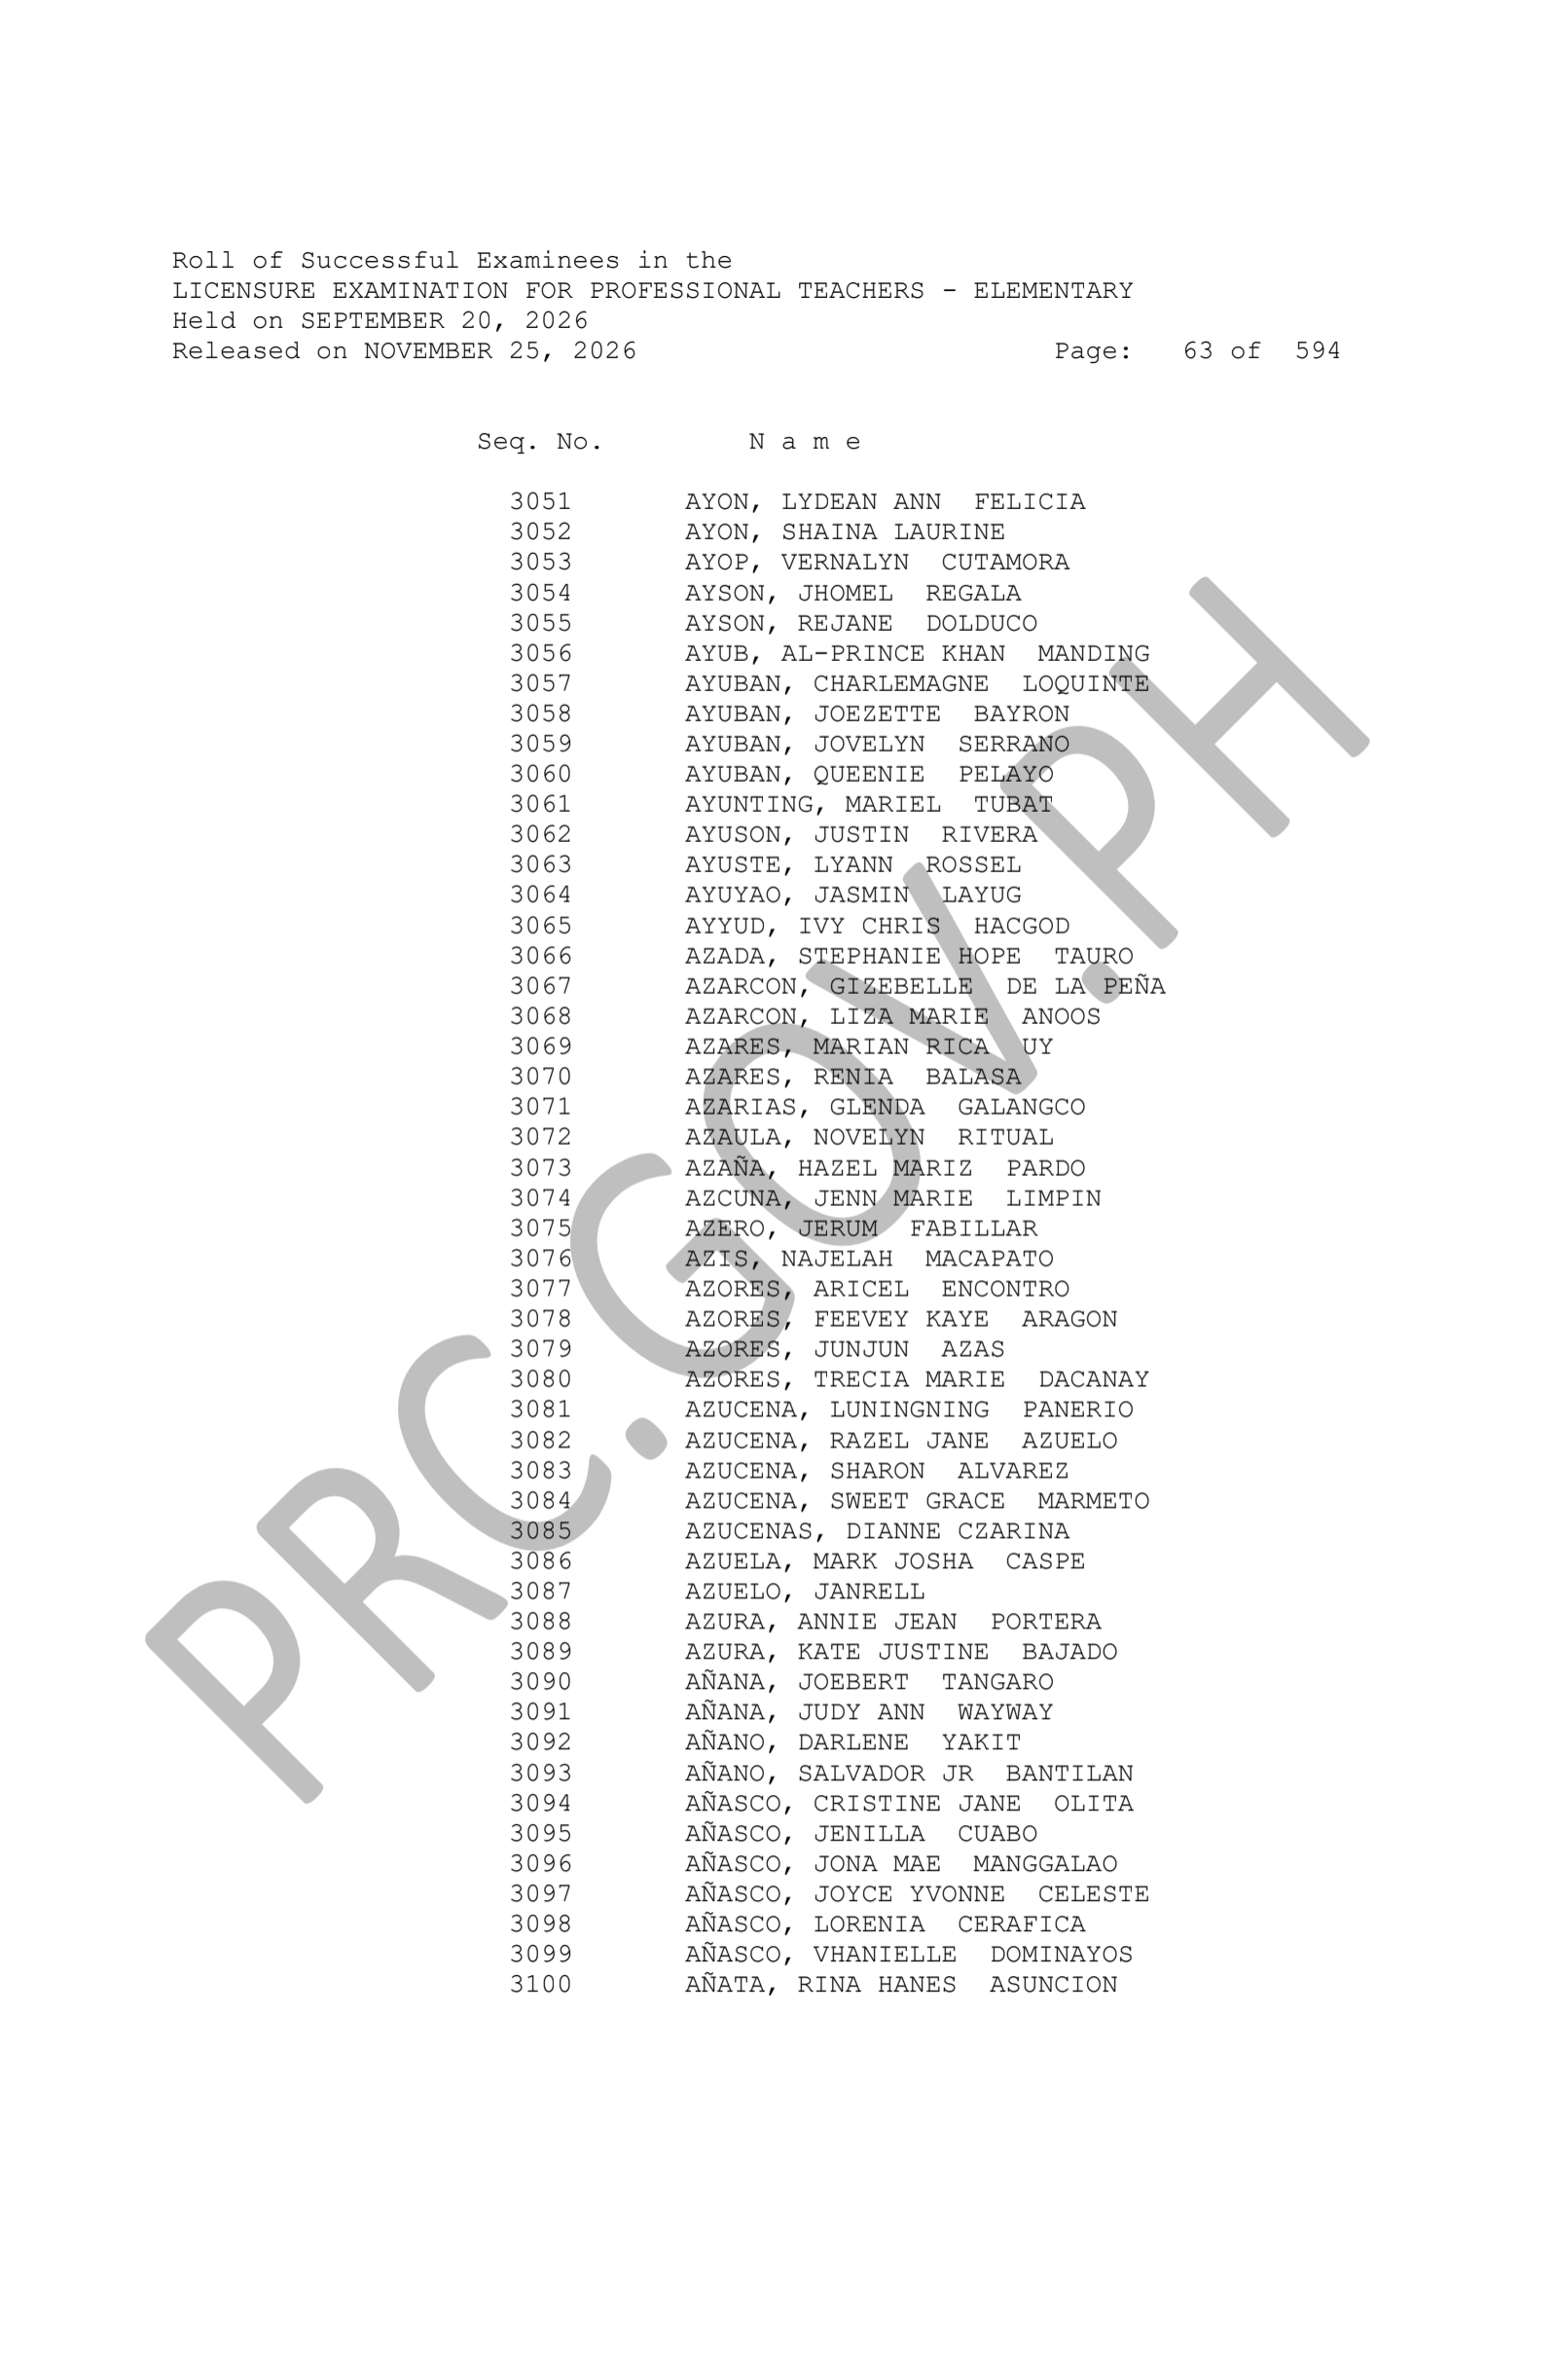 Roll of Successful Examinees in the
LICENSURE EXAMINATION FOR PROFESSIONAL TEACHERS - ELEMENTARY
Held on SEPTEMBER 20, 2026
Released on NOVEMBER 25, 2026 Page: 63 of 594
Seq. No. N a m e
3051 AYON, LYDEAN ANN FELICIA
3052 AYON, SHAINA LAURINE
3053 AYOP, VERNALYN CUTAMORA
3054 AYSON, JHOMEL REGALA
3055 AYSON, REJANE DOLDUCO
3056 AYUB, AL-PRINCE KHAN MANDING
3057 AYUBAN, CHARLEMAGNE LOQUINTE
3058 AYUBAN, JOEZETTE BAYRON
3059 AYUBAN, JOVELYN SERRANO
3060 AYUBAN, QUEENIE PELAYO
3061 AYUNTING, MARIEL TUBAT
3062 AYUSON, JUSTIN RIVERA
3063 AYUSTE, LYANN ROSSEL
3064 AYUYAO, JASMIN LAYUG
3065 AYYUD, IVY CHRIS HACGOD
3066 AZADA, STEPHANIE HOPE TAURO
3067 AZARCON, GIZEBELLE DE LA PEÑA
3068 AZARCON, LIZA MARIE ANOOS
3069 AZARES, MARIAN RICA UY
3070 AZARES, RENIA BALASA
3071 AZARIAS, GLENDA GALANGCO
3072 AZAULA, NOVELYN RITUAL
3073 AZAÑA, HAZEL MARIZ PARDO
3074 AZCUNA, JENN MARIE LIMPIN
3075 AZERO, JERUM FABILLAR
3076 AZIS, NAJELAH MACAPATO
3077 AZORES, ARICEL ENCONTRO
3078 AZORES, FEEVEY KAYE ARAGON
3079 AZORES, JUNJUN AZAS
3080 AZORES, TRECIA MARIE DACANAY
3081 AZUCENA, LUNINGNING PANERIO
3082 AZUCENA, RAZEL JANE AZUELO
3083 AZUCENA, SHARON ALVAREZ
3084 AZUCENA, SWEET GRACE MARMETO
3085 AZUCENAS, DIANNE CZARINA
3086 AZUELA, MARK JOSHA CASPE
3087 AZUELO, JANRELL
3088 AZURA, ANNIE JEAN PORTERA
3089 AZURA, KATE JUSTINE BAJADO
3090 AÑANA, JOEBERT TANGARO
3091 AÑANA, JUDY ANN WAYWAY
3092 AÑANO, DARLENE YAKIT
3093 AÑANO, SALVADOR JR BANTILAN
3094 AÑASCO, CRISTINE JANE OLITA
3095 AÑASCO, JENILLA CUABO
3096 AÑASCO, JONA MAE MANGGALAO
3097 AÑASCO, JOYCE YVONNE CELESTE
3098 AÑASCO, LORENIA CERAFICA
3099 AÑASCO, VHANIELLE DOMINAYOS
3100 AÑATA, RINA HANES ASUNCION
PRC.GOV.PH